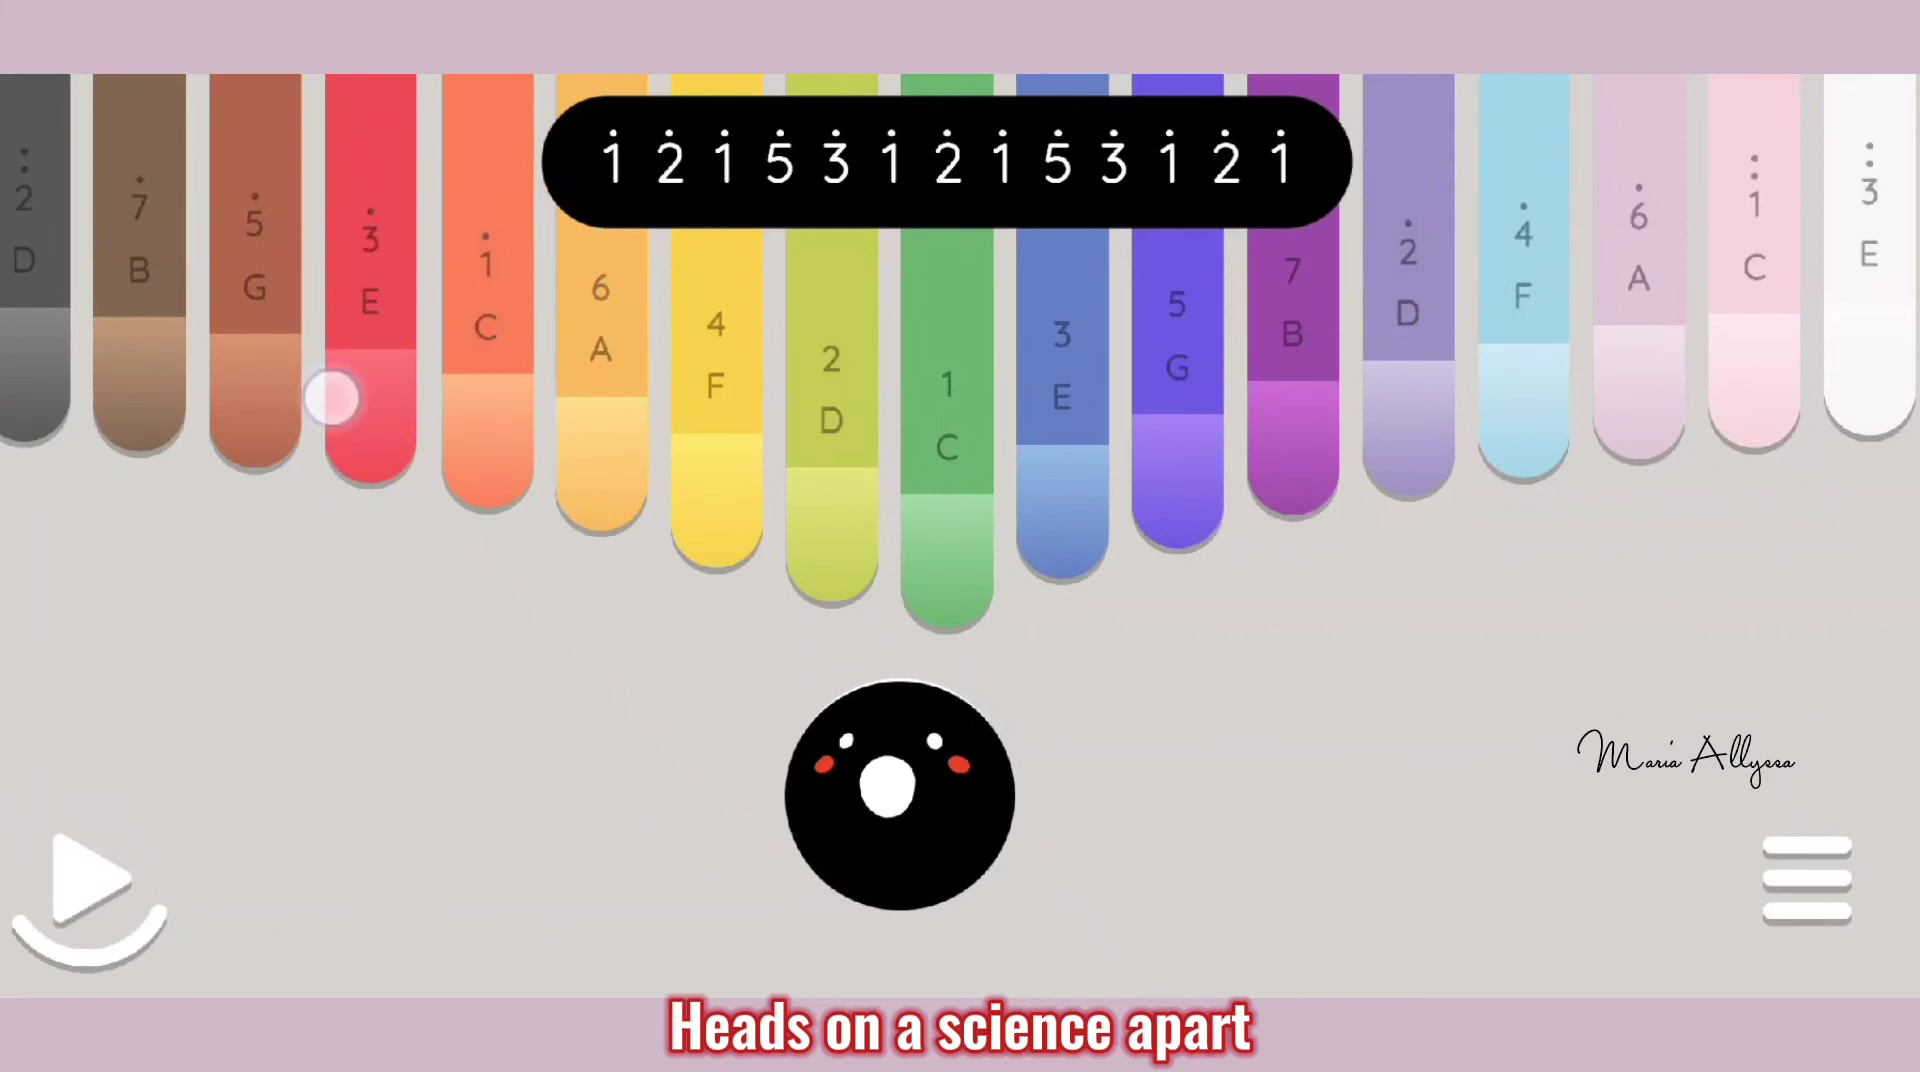 1̇ 2̇ 1̇ 5̇ 3̇ 1̇ 2̇ 1̇ 5̇ 3̇ 1̇ 2̇ 1̇
2̈ D
7̇ B
5̇ G
3̇ E
1̇ C
6 A
4 F
2 D
1 C
3 E
5 G
7 B
2̇ D
4̇ F
6̇ A
1̈ C
3̈ E
Maria Allyssa
Heads on a science apart